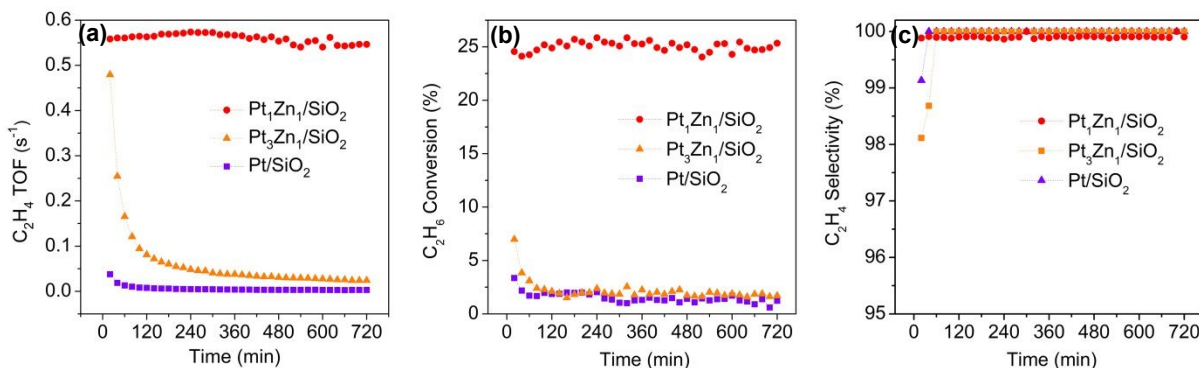 (a)
C₂H₄ TOF (s⁻¹)
0.6
0.5
0.4
0.3
0.2
0.1
0.0
Pt₁Zn₁/SiO₂
Pt₃Zn₁/SiO₂
Pt/SiO₂
0 120 240 360 480 600 720
Time (min)
(b)
C₂H₆ Conversion (%)
25
20
15
10
5
0
Pt₁Zn₁/SiO₂
Pt₃Zn₁/SiO₂
Pt/SiO₂
0 120 240 360 480 600 720
Time (min)
(c)
C₂H₄ Selectivity (%)
100
99
98
97
96
95
Pt₁Zn₁/SiO₂
Pt₃Zn₁/SiO₂
Pt/SiO₂
0 120 240 360 480 600 720
Time (min)